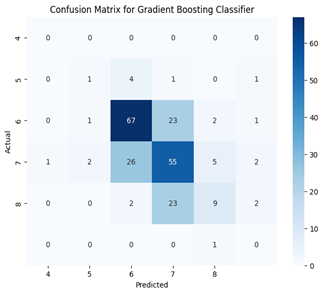 Confusion Matrix for Gradient Boosting Classifier
4 0 0 0 0 0 0
5 0 1 4 1 0 1
6 0 1 67 23 2 1
7 1 2 26 55 5 2
8 0 0 2 23 9 2
0 0 0 0 1 0
4 5 6 7 8
Predicted
Actual
60
50
40
30
20
10
0